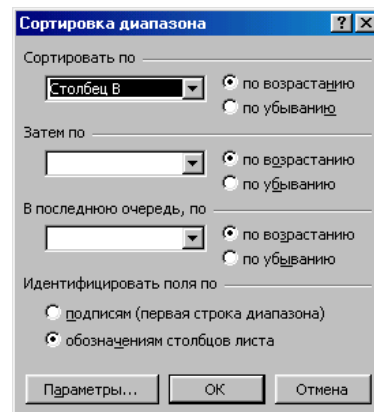 Сортировка диапазона
Сортировать по
Столбец B
по возрастанию
по убыванию
Затем по
по возрастанию
по убыванию
В последнюю очередь, по
по возрастанию
по убыванию
Идентифицировать поля по
подписям (первая строка диапазона)
обозначениям столбцов листа
Параметры... ОК Отмена